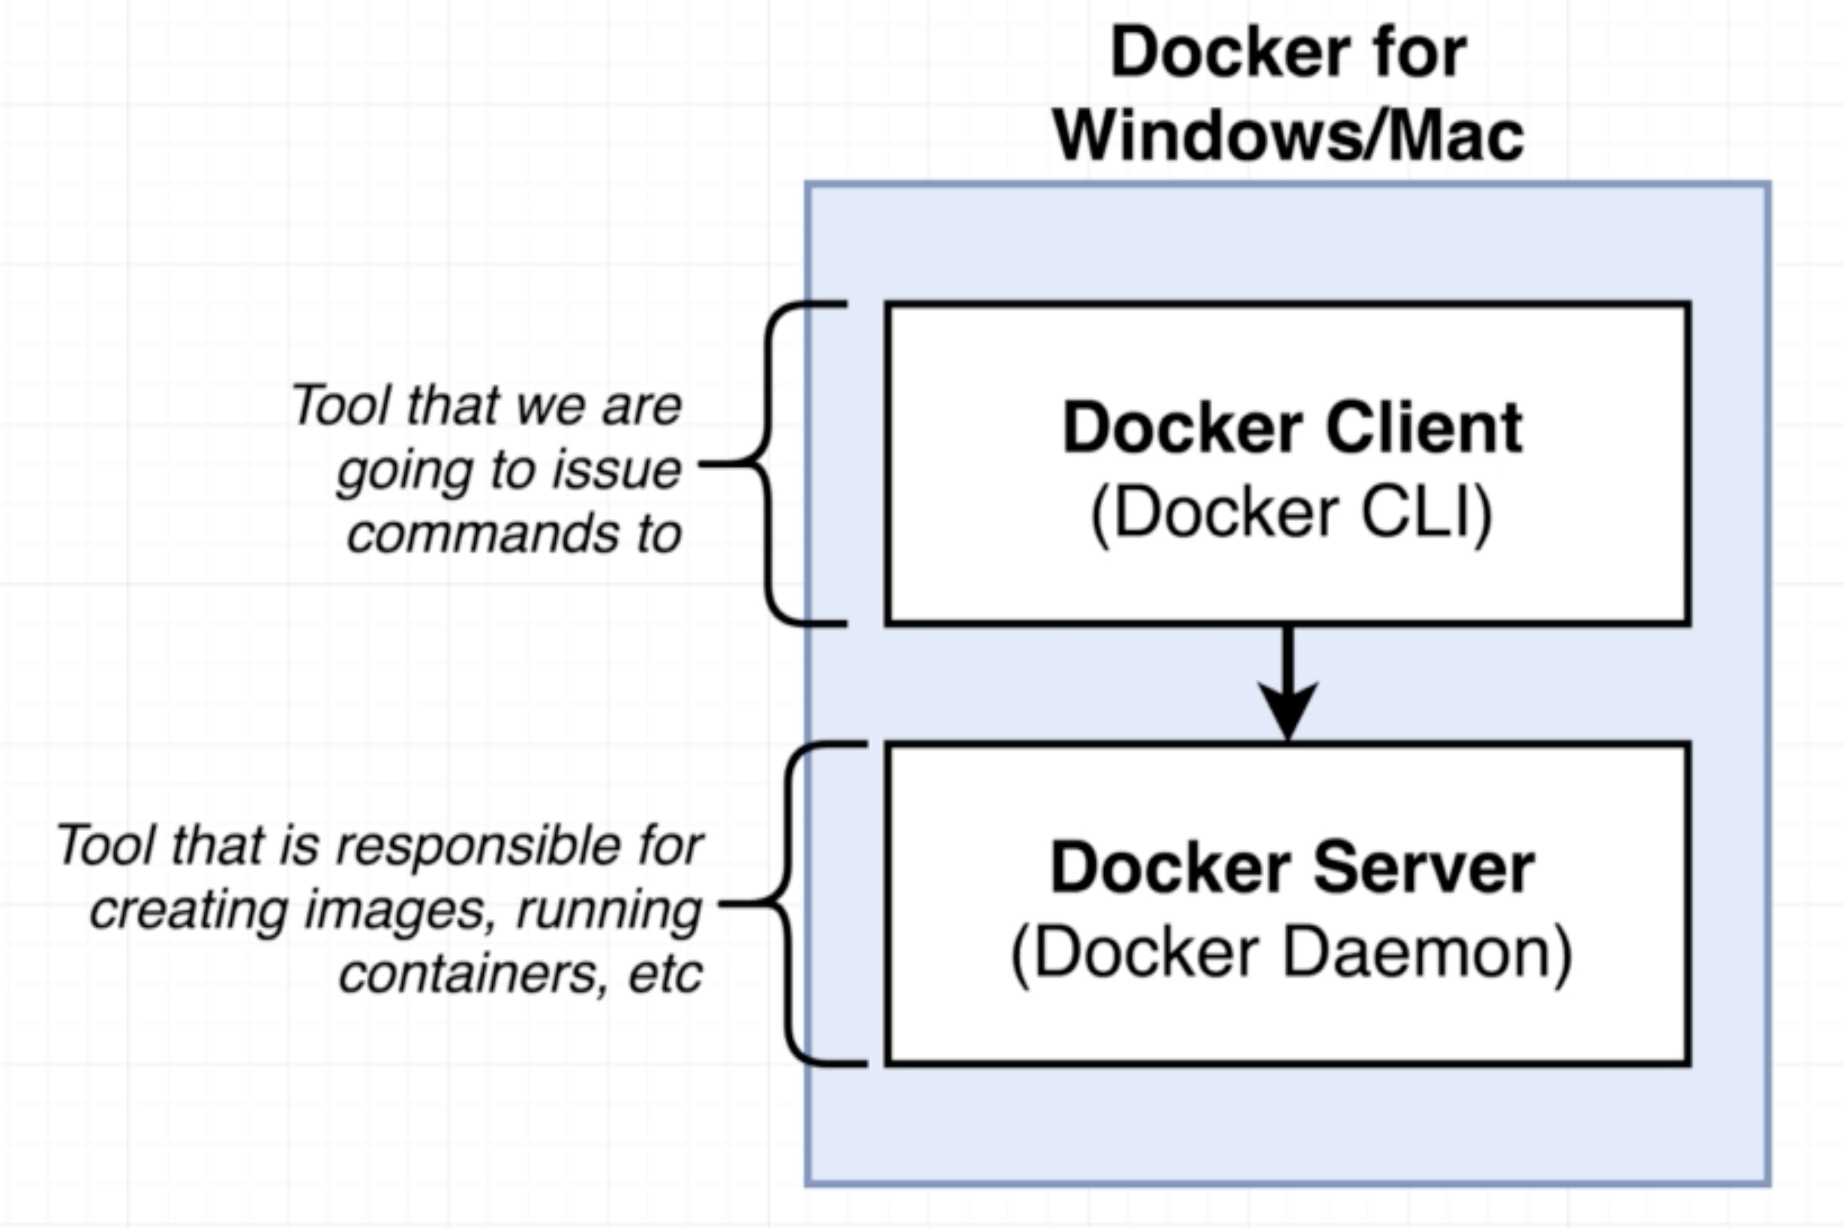 Docker for
Windows/Mac
Tool that we are
going to issue
commands to
Docker Client
(Docker CLI)
Tool that is responsible for
creating images, running
containers, etc
Docker Server
(Docker Daemon)